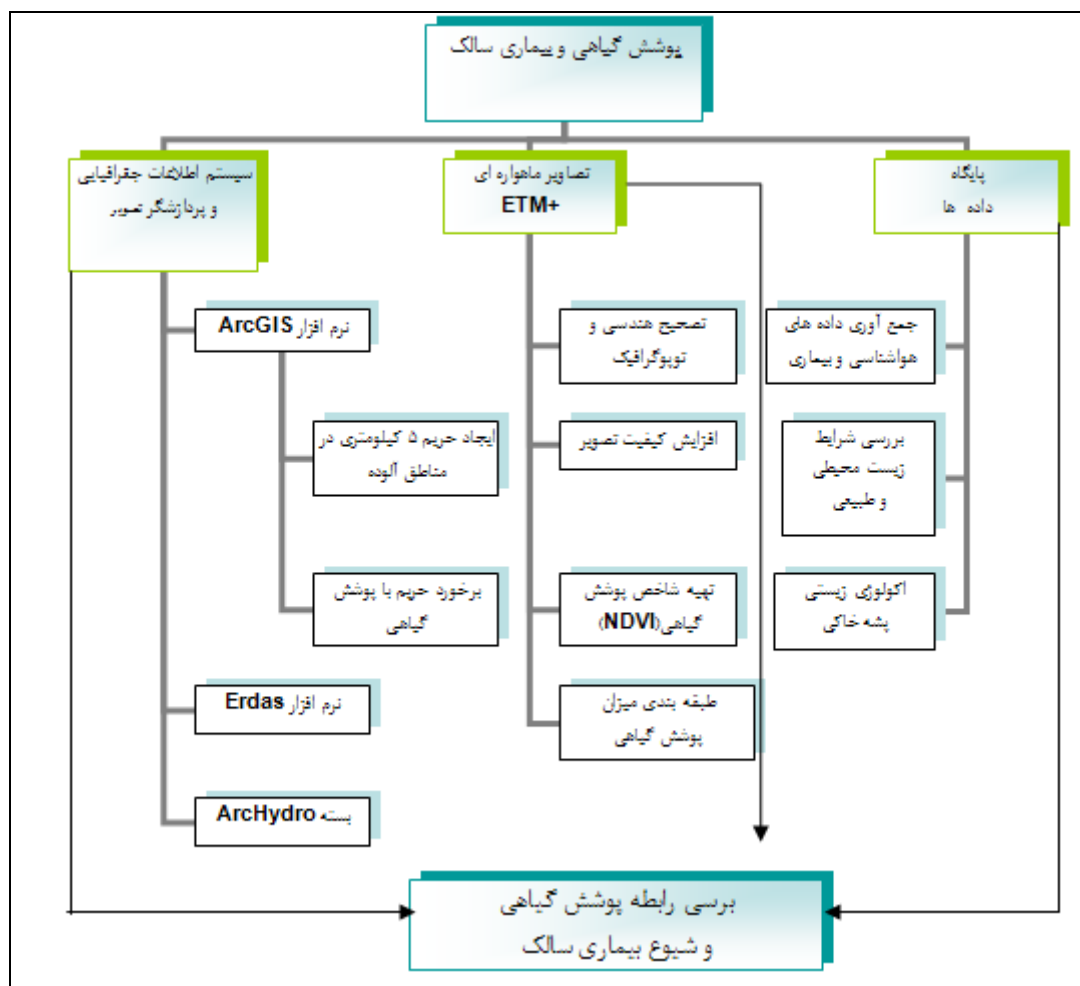 پوشش گیاهی و بیماری سالک
پایگاه
داده ها
تصاویر ماهواره ای
ETM+
سیستم اطلاعات جفرافیایی
و پردازشگر تصویر
جمع آوری داده های
هواشناسی و بیماری
بررسی شرایط
زیست محیطی
و طبیعی
اکولوژی زیستی
پشه خاکی
تصحیح هندسی و
توپوگرافیک
افزایش کیفیت تصویر
تهیه شاخص پوشش
گیاهی(NDVI)
طبقه بندی میزان
پوشش گیاهی
نرم افزار ArcGIS
ایجاد حریم ۵ کیلومتری در
مناطق آلوده
برخورد حریم با پوشش
گیاهی
نرم افزار Erdas
بسته ArcHydro
برسی رابطه پوشش گیاهی
و شیوع بیماری سالک